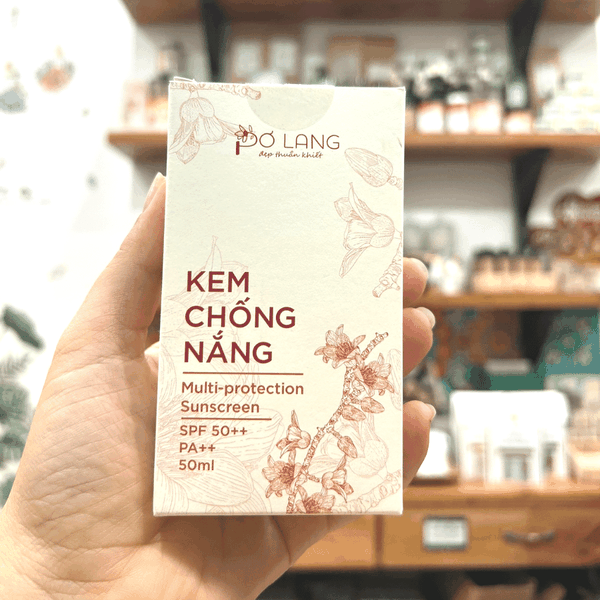 PƠ LANG
đẹp thuần khiết
KEM
CHỐNG
NẮNG
Multi-protection
Sunscreen
SPF 50++
PA++
50ml